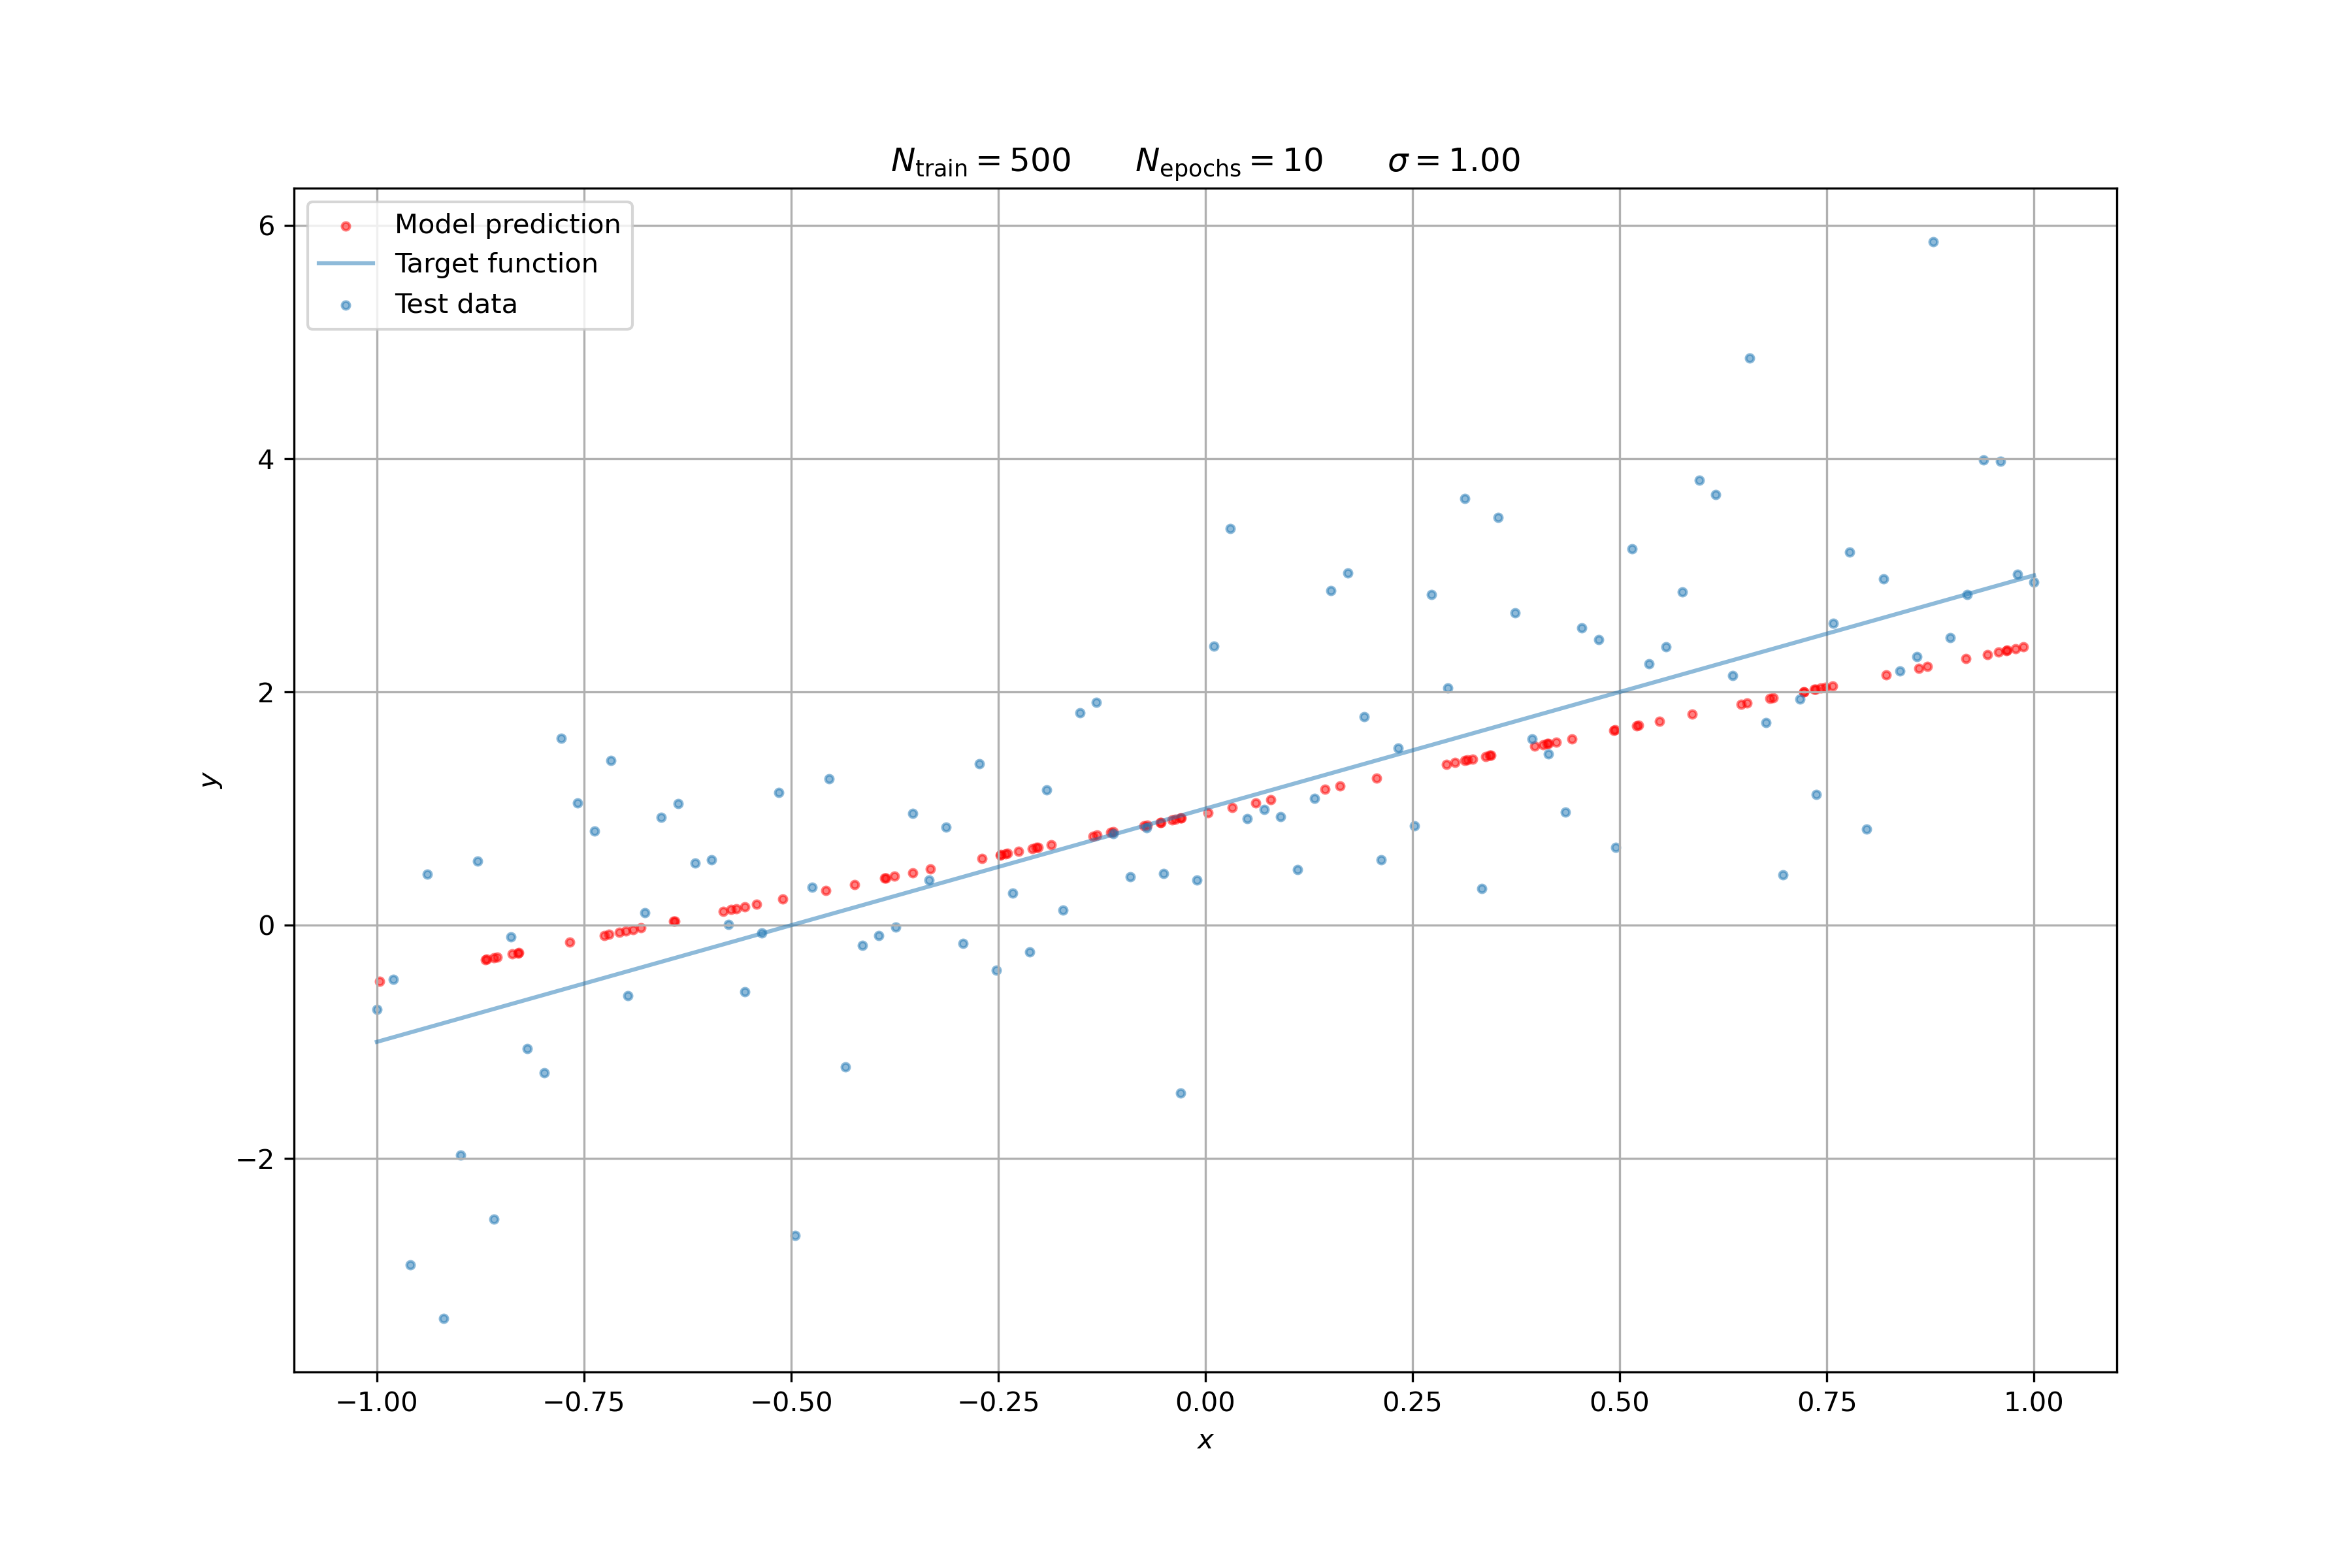 N_train = 500 N_epochs = 10 σ = 1.00
Model prediction
Target function
Test data
6
4
2
0
−2
y
−1.00 −0.75 −0.50 −0.25 0.00 0.25 0.50 0.75 1.00
x